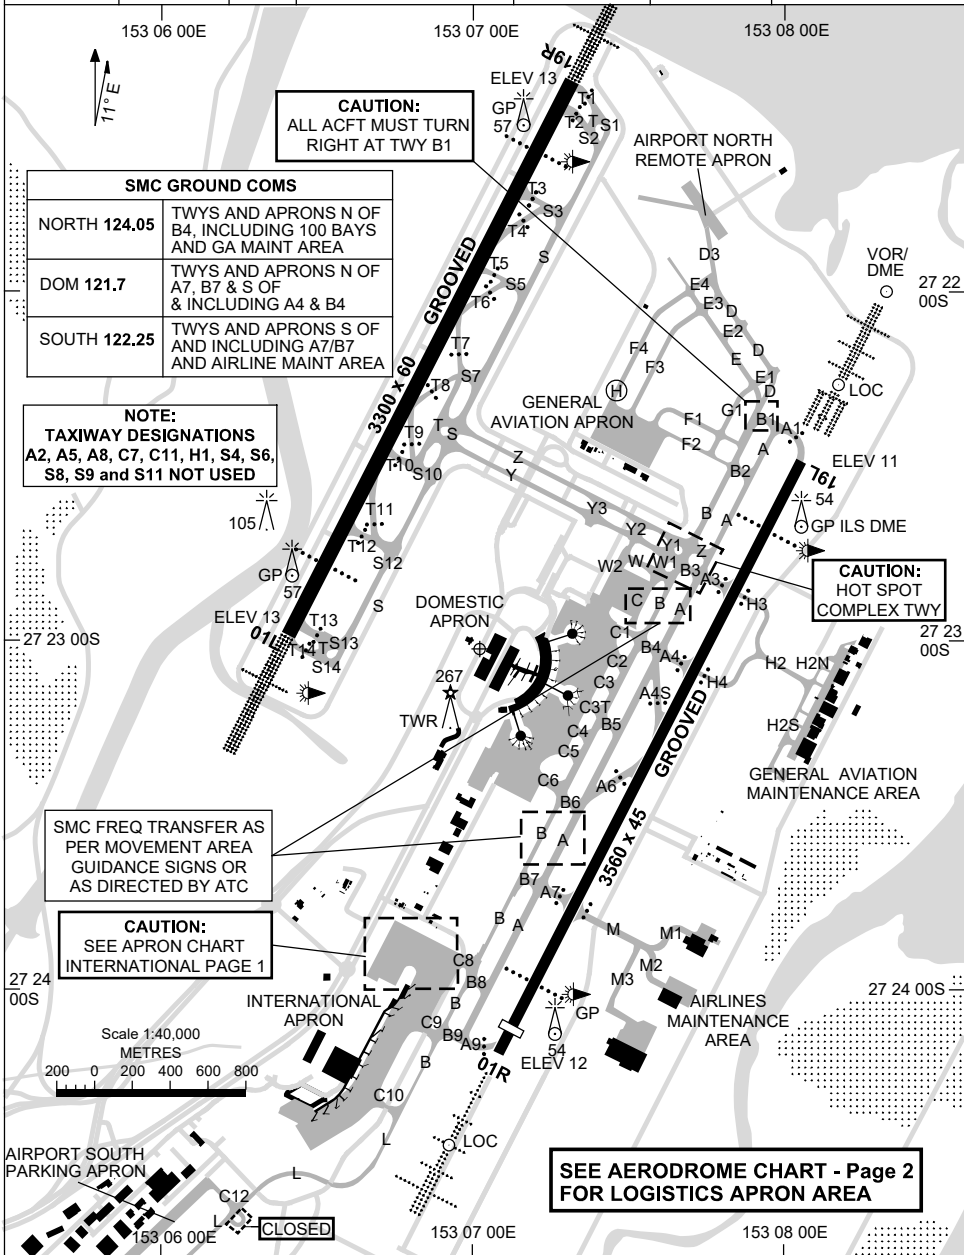 153 06 00E
153 07 00E
153 08 00E
11° E
19R
ELEV 13
GP
57
CAUTION:
ALL ACFT MUST TURN
RIGHT AT TWY B1
T1
T2
T
S1
S2
AIRPORT NORTH
REMOTE APRON
SMC GROUND COMS
NORTH 124.05
TWYS AND APRONS N OF
B4, INCLUDING 100 BAYS
AND GA MAINT AREA
DOM 121.7
TWYS AND APRONS N OF
A7, B7 & S OF
& INCLUDING A4 & B4
SOUTH 122.25
TWYS AND APRONS S OF
AND INCLUDING A7/B7
AND AIRLINE MAINT AREA
T3
S3
T4
S
T5
S5
T6
GROOVED
3300 x 60
T7
S7
T8
D3
E4
E3
D
E2
E
D
E1
D
VOR/
DME
27 22
00S
LOC
F4
F3
H
GENERAL
AVIATION APRON
F1
F2
G1
B1
A1
A
B2
ELEV 11
19L
NOTE:
TAXIWAY DESIGNATIONS
A2, A5, A8, C7, C11, H1, S4, S6,
S8, S9 and S11 NOT USED
T9
T
S
T10
S10
Z
Y
105
T11
T12
S12
S
GP
57
ELEV 13
01L
T13
T14
T
S13
S14
27 23 00S
Y3
Y2
Y1
Z
B
A
54
GP ILS DME
W2
W
W1
B3
A3
H3
CAUTION:
HOT SPOT
COMPLEX TWY
27 23
00S
DOMESTIC
APRON
C
B
A
C1
B4
A4
C2
C3
A4S
H4
H2
H2N
H2S
C3T
B5
C4
C5
267
TWR
GROOVED
3560 x 45
GENERAL AVIATION
MAINTENANCE AREA
C6
A6
B6
SMC FREQ TRANSFER AS
PER MOVEMENT AREA
GUIDANCE SIGNS OR
AS DIRECTED BY ATC
B
A
B7
A7
CAUTION:
SEE APRON CHART
INTERNATIONAL PAGE 1
B
A
M
M1
M2
M3
C8
B8
27 24
00S
27 24 00S
INTERNATIONAL
APRON
B
GP
54
ELEV 12
AIRLINES
MAINTENANCE
AREA
C9
B9
A9
01R
B
Scale 1:40,000
METRES
200 0 200 400 600 800
C10
L
LOC
AIRPORT SOUTH
PARKING APRON
L
C12
L
CLOSED
SEE AERODROME CHART - Page 2
FOR LOGISTICS APRON AREA
153 06 00E
153 07 00E
153 08 00E